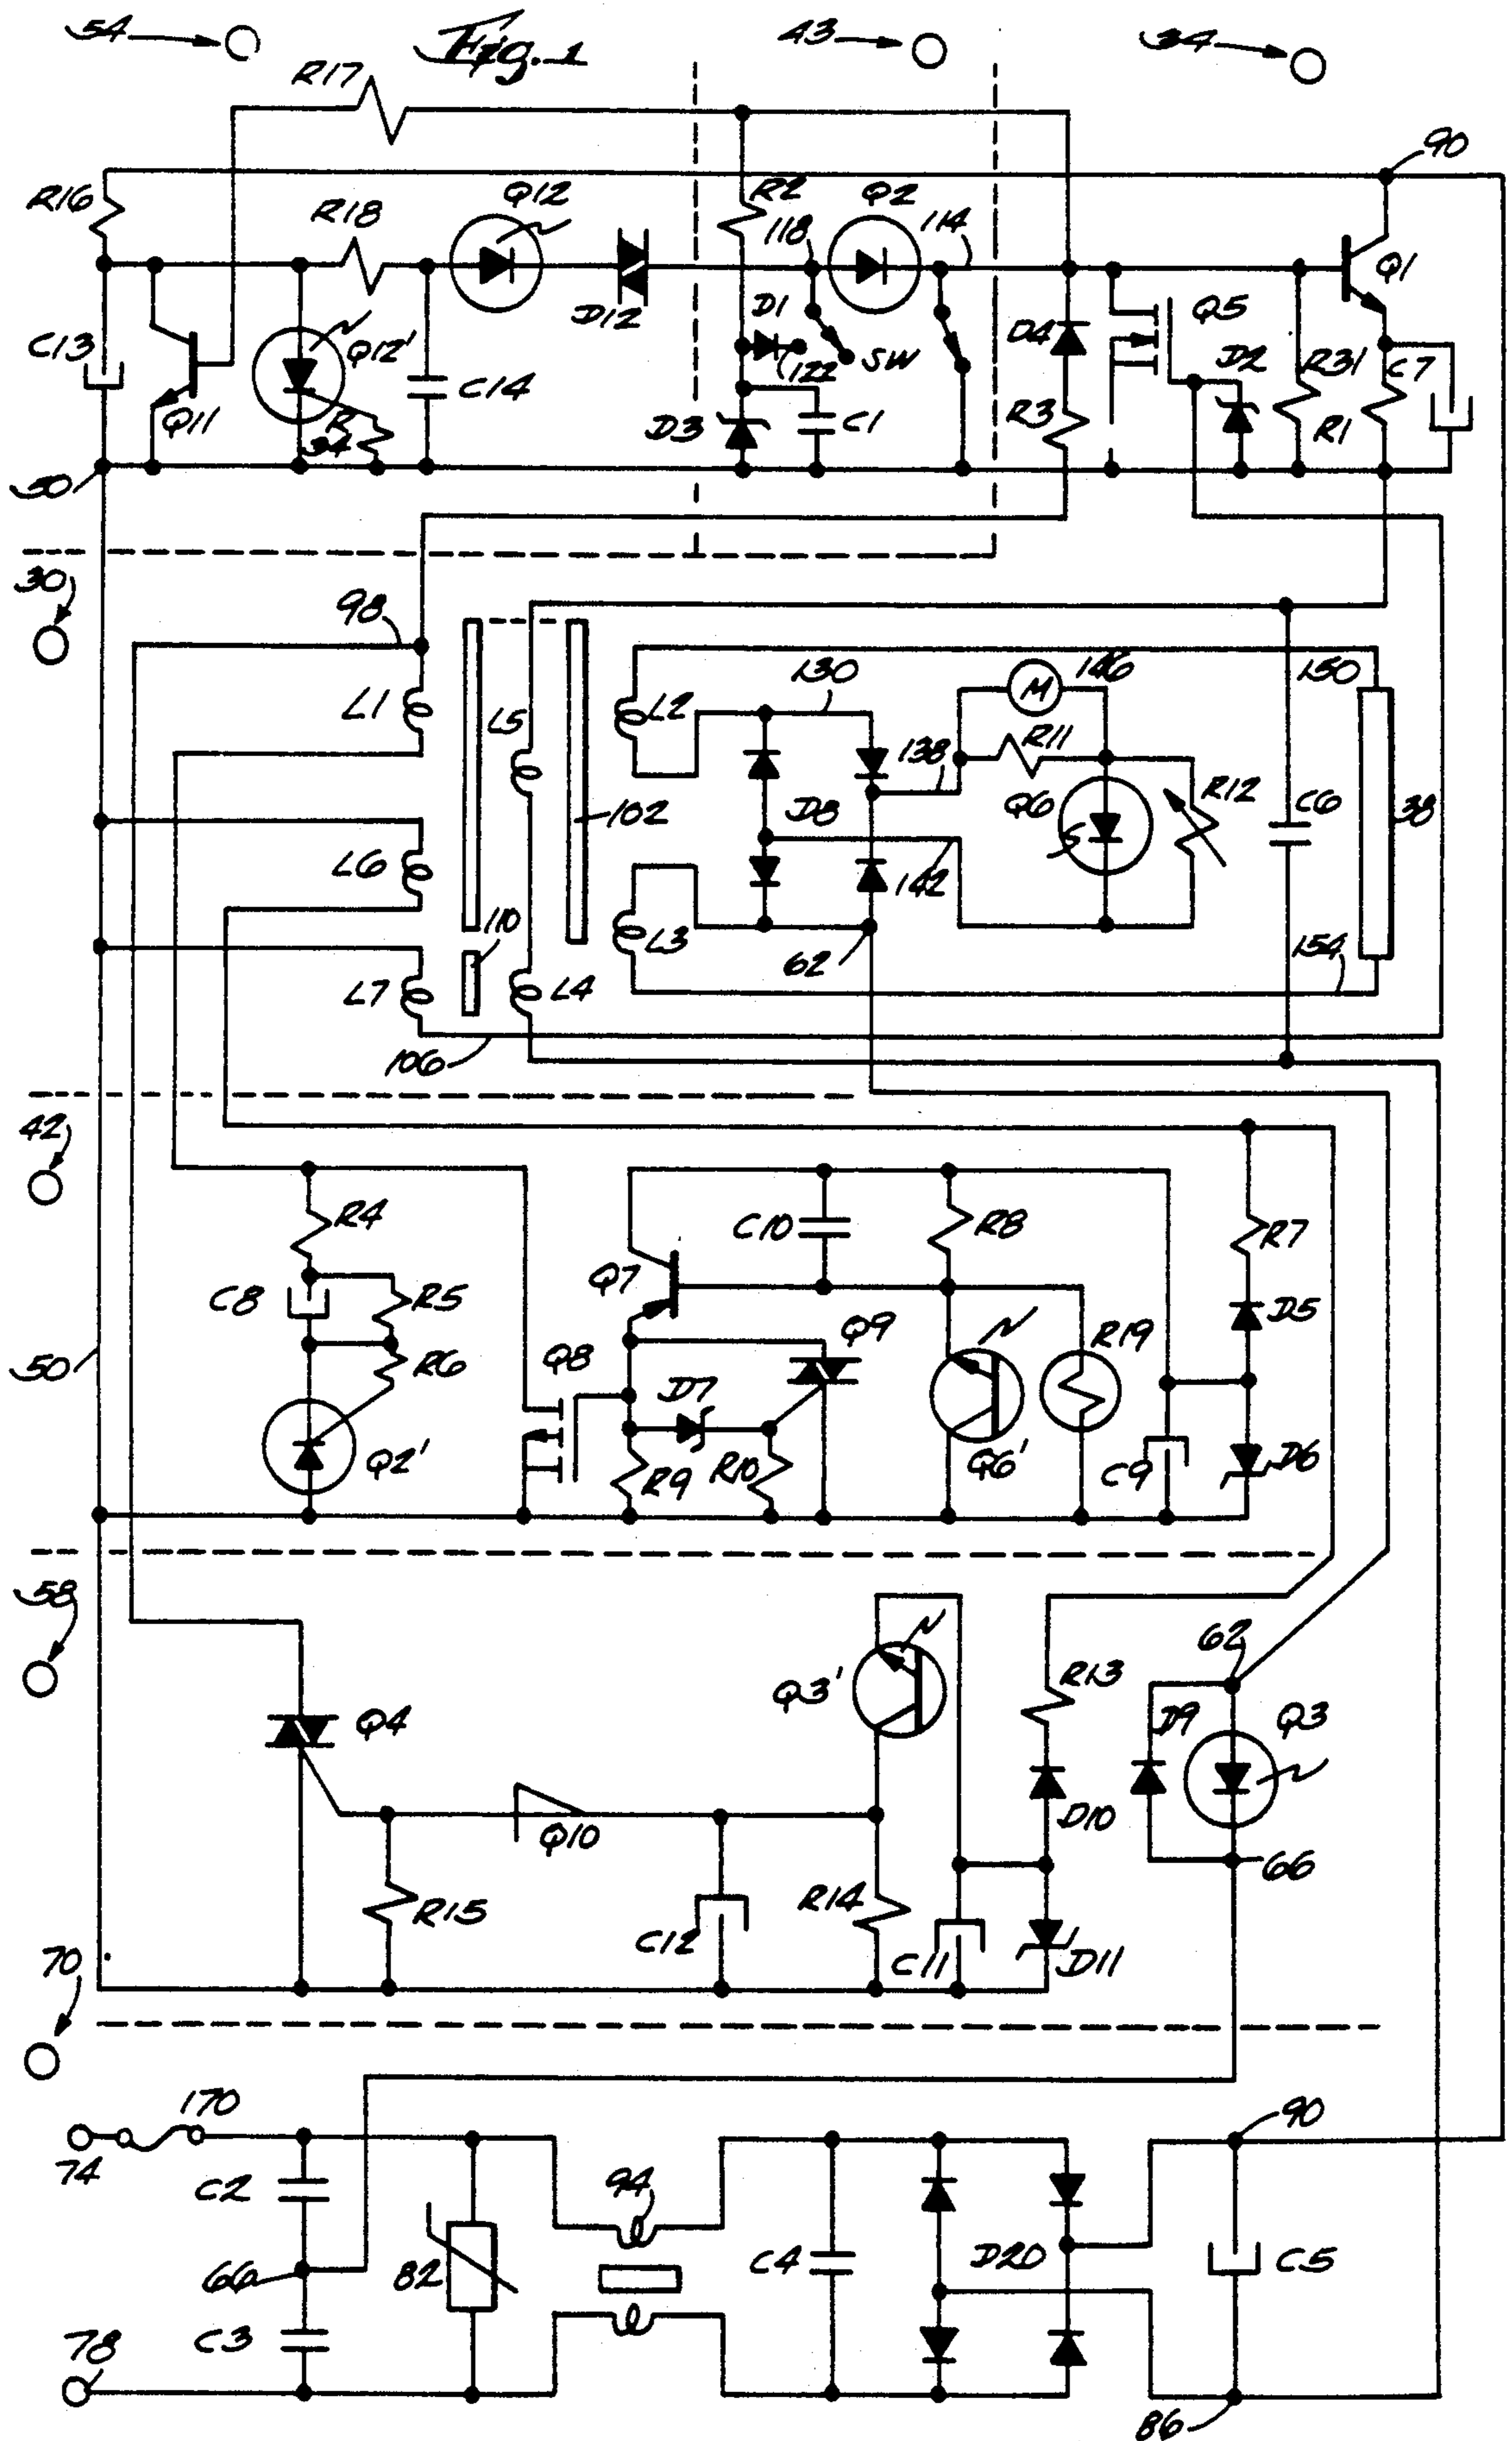 54 Fig. 1 43 34
R17
90
R16 R18 Q12 R2 118 Q2 114 Q1
C13 Q11 Q12' R34 C14 D12 D1 122 SW D3 C1 D4 R3 Q5 D2 R31 R1 C7
50
30
98 130 146 150
L1 L5 L2 M R11 138
102 D8 Q6 R12 C6 38
L6 142
110 L3 62 154
L7 L4
106
42
R4 C10 R8 R7
C8 R5 Q7 D5
50 R6 Q8 Q9 R19
D7
Q2' R9 R10 Q6' C9 D6
58
62
Q3' R13 D9 Q3
Q4
Q10 D10
66
R15 C12 R14 C11 D11
70
170 90
74 C2 94
66 82 C4 D20 C5
78 C3
86